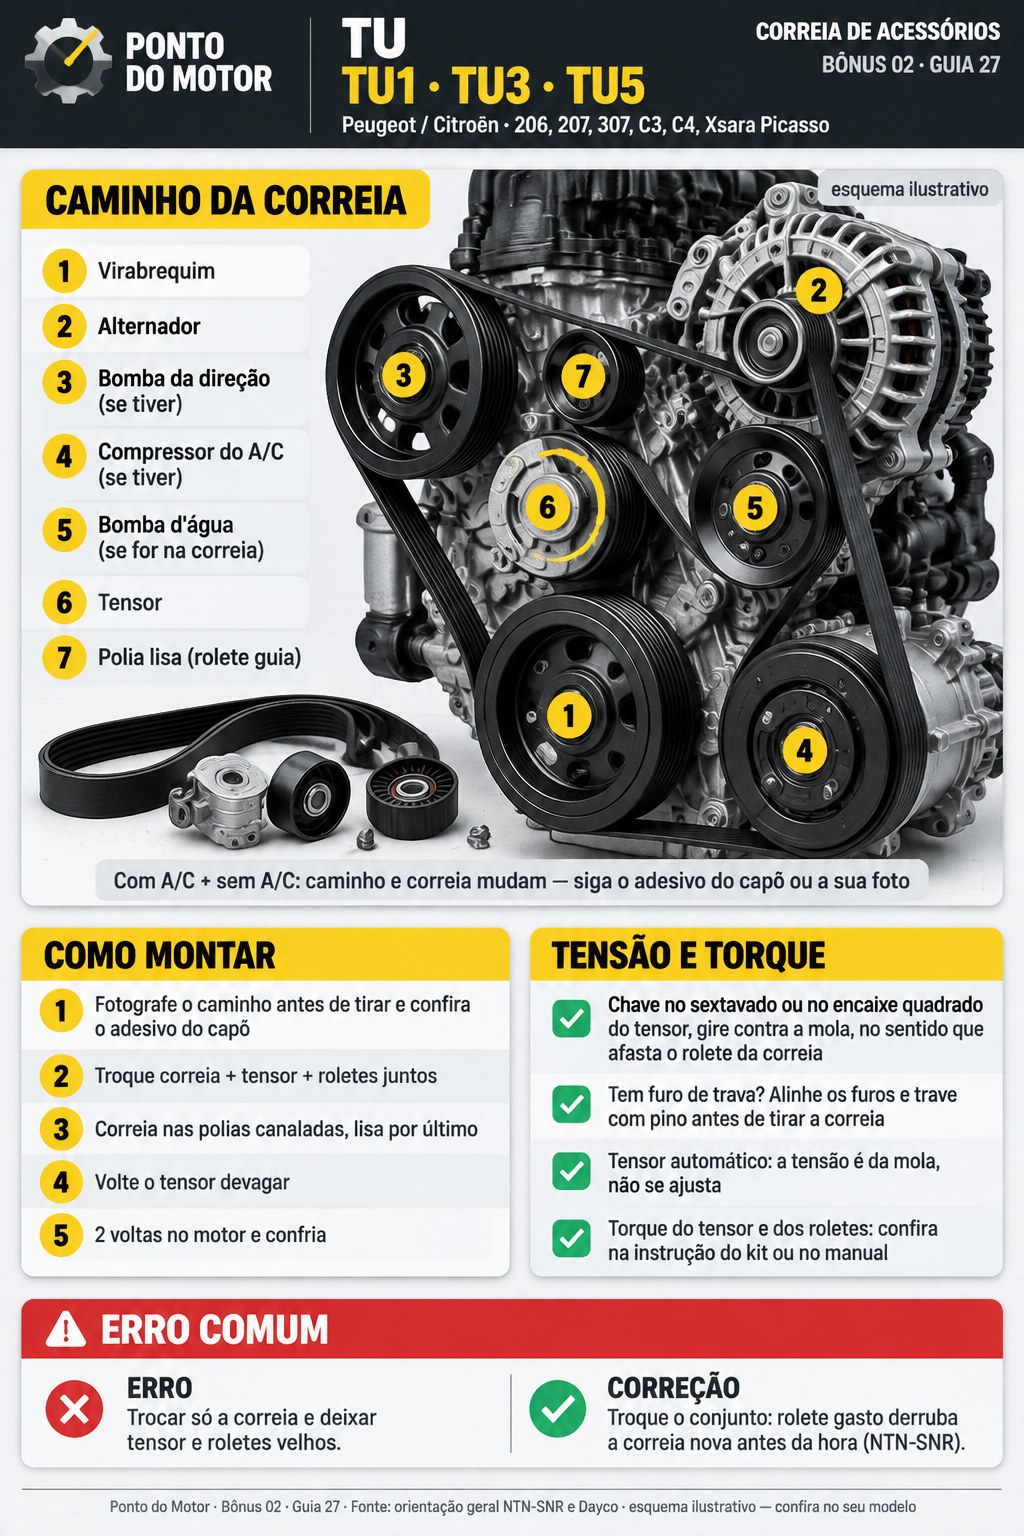 PONTO
DO MOTOR
TU
TU1 · TU3 · TU5
Peugeot / Citroën · 206, 207, 307, C3, C4, Xsara Picasso
CORREIA DE ACESSÓRIOS
BÔNUS 02 · GUIA 27
CAMINHO DA CORREIA
esquema ilustrativo
1 Virabrequim
2 Alternador
3 Bomba da direção
(se tiver)
4 Compressor do A/C
(se tiver)
5 Bomba d'água
(se for na correia)
6 Tensor
7 Polia lisa (rolete guia)
2
3
7
6
5
1
4
Com A/C + sem A/C: caminho e correia mudam — siga o adesivo do capô ou a sua foto
COMO MONTAR
1 Fotografe o caminho antes de tirar e confira
o adesivo do capô
2 Troque correia + tensor + roletes juntos
3 Correia nas polias canaladas, lisa por último
4 Volte o tensor devagar
5 2 voltas no motor e confria
TENSÃO E TORQUE
Chave no sextavado ou no encaixe quadrado
do tensor, gire contra a mola, no sentido que
afasta o rolete da correia
Tem furo de trava? Alinhe os furos e trave
com pino antes de tirar a correia
Tensor automático: a tensão é da mola,
não se ajusta
Torque do tensor e dos roletes: confira
na instrução do kit ou no manual
ERRO COMUM
ERRO
Trocar só a correia e deixar
tensor e roletes velhos.
CORREÇÃO
Troque o conjunto: rolete gasto derruba
a correia nova antes da hora (NTN-SNR).
Ponto do Motor · Bônus 02 · Guia 27 · Fonte: orientação geral NTN-SNR e Dayco · esquema ilustrativo — confira no seu modelo